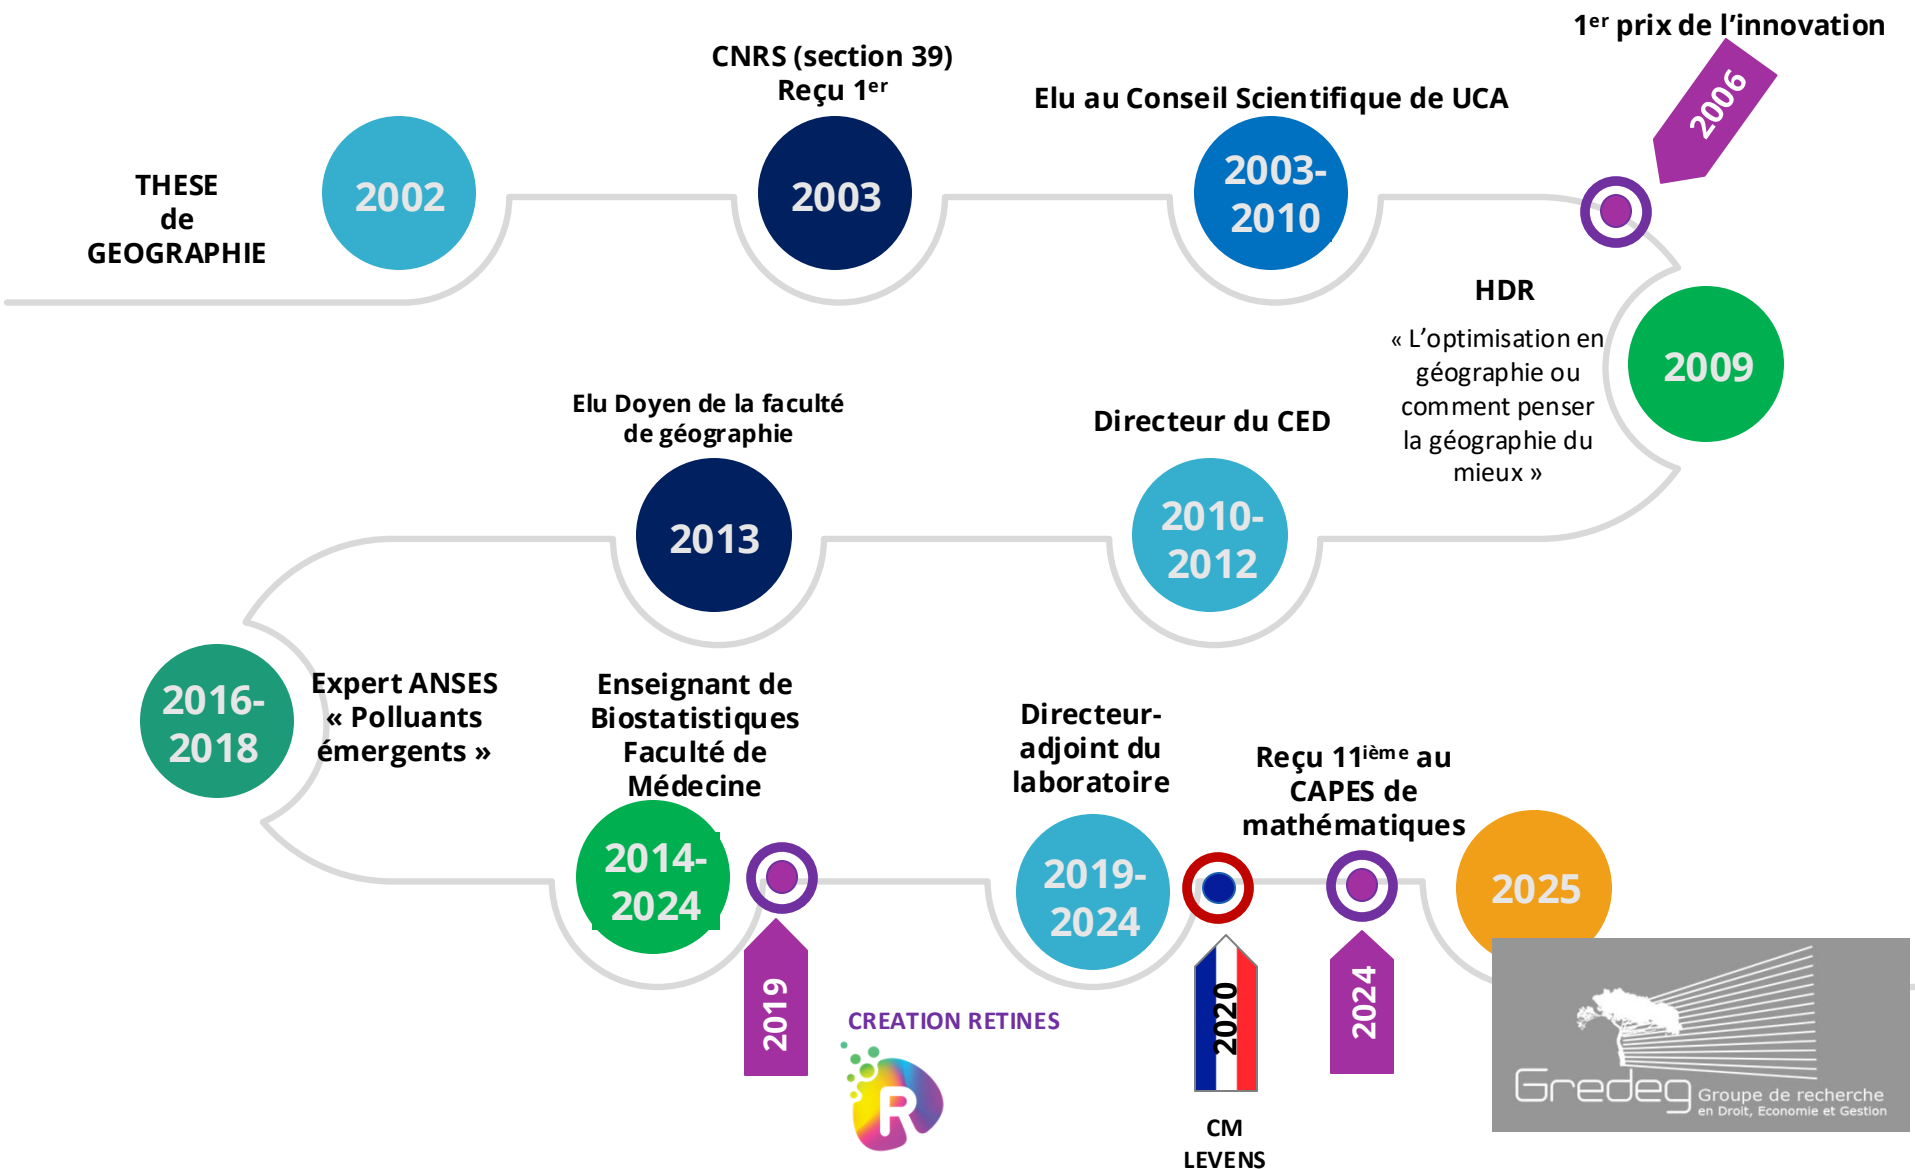 1er prix de l’innovation
2006
CNRS (section 39)
Reçu 1er
Elu au Conseil Scientifique de UCA
THESE
de
GEOGRAPHIE
2002
2003
2003-
2010
HDR
« L’optimisation en
géographie ou
comment penser
la géographie du
mieux »
2009
Elu Doyen de la faculté
de géographie
2013
Directeur du CED
2010-
2012
2016-
2018
Expert ANSES
« Polluants
émergents »
Enseignant de
Biostatistiques
Faculté de
Médecine
2014-
2024
2019
CREATION RETINES
R
Directeur-
adjoint du
laboratoire
2019-
2024
2020
CM
LEVENS
Reçu 11ième au
CAPES de
mathématiques
2024
2025
Gredeg
Groupe de recherche
en Droit, Economie et Gestion